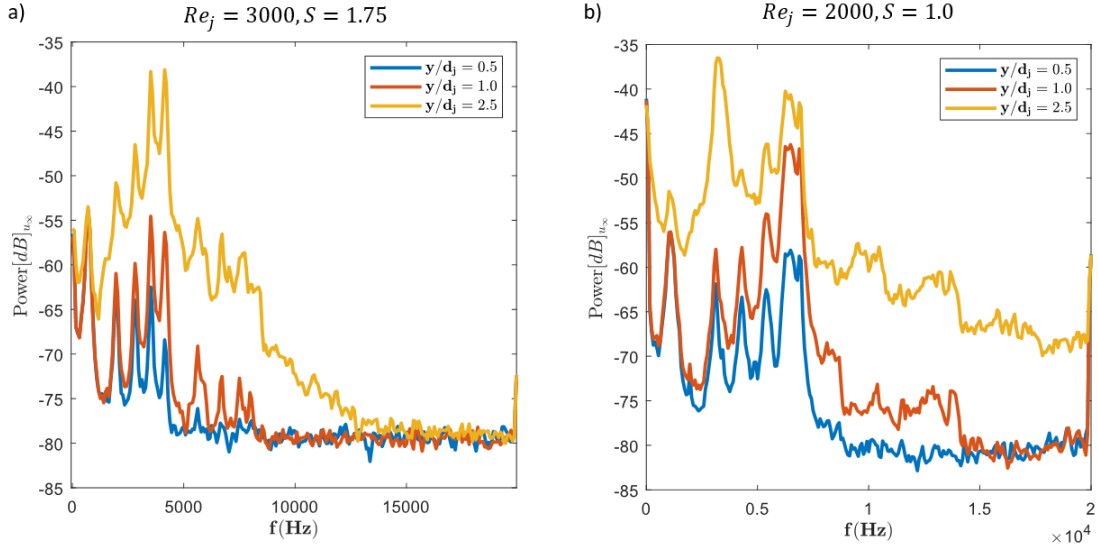 a)
Re_j = 3000, S = 1.75
-35
-40
-45
-50
-55
-60
-65
-70
-75
-80
-85
Power[dB]_{u_∞}
0
5000
10000
15000
f(Hz)
y/d_j = 0.5
y/d_j = 1.0
y/d_j = 2.5
b)
Re_j = 2000, S = 1.0
-35
-40
-45
-50
-55
-60
-65
-70
-75
-80
-85
Power[dB]_{u_∞}
0
0.5
1
1.5
2
f(Hz)
× 10^4
y/d_j = 0.5
y/d_j = 1.0
y/d_j = 2.5